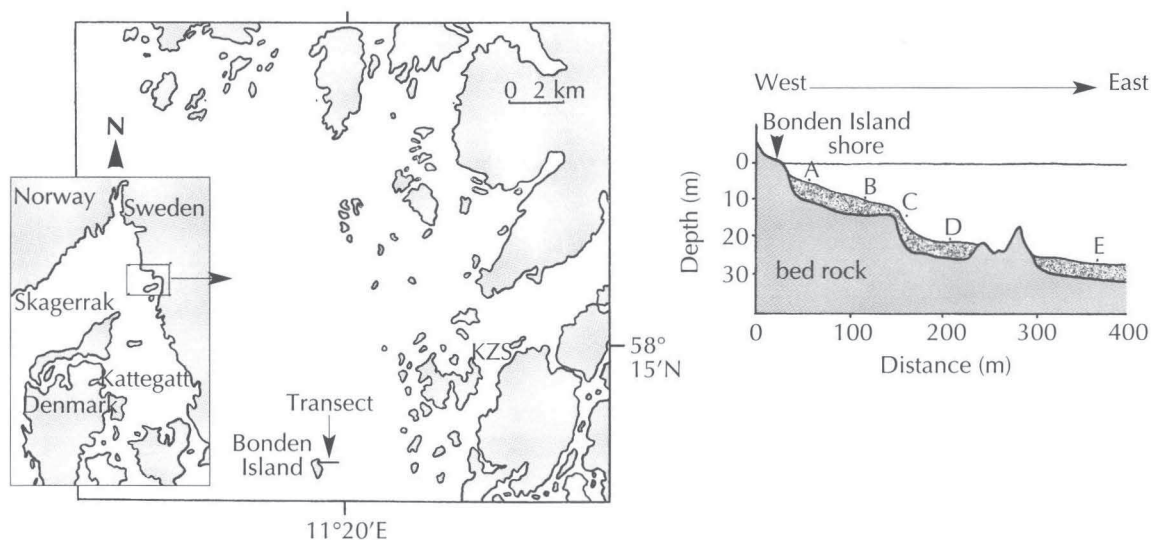 N
Norway
Sweden
Skagerrak
Kattegatt
Denmark
0 2 km
KZS
58°
15′N
Transect
Bonden
Island
11°20′E
West
East
Bonden Island
shore
A
B
C
D
E
bed rock
Depth (m)
0
10
20
30
0 100 200 300 400
Distance (m)